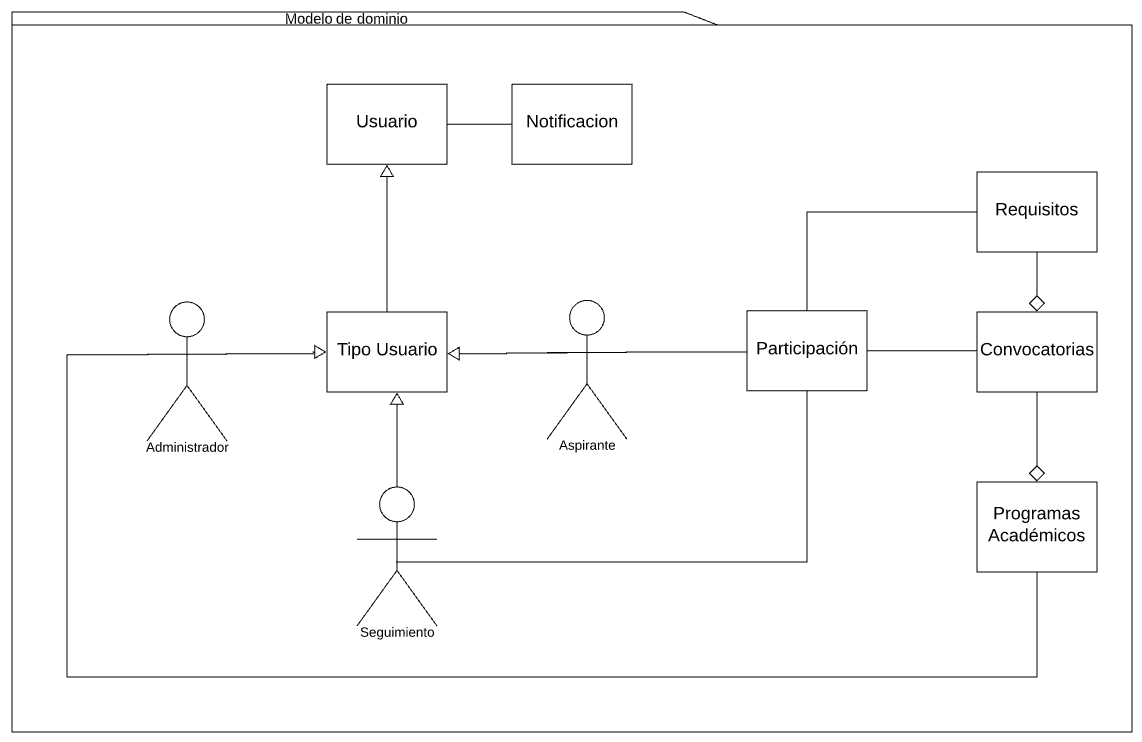 Modelo de dominio
Usuario
Notificacion
Requisitos
Tipo Usuario
Participación
Convocatorias
Administrador
Aspirante
Programas
Académicos
Seguimiento